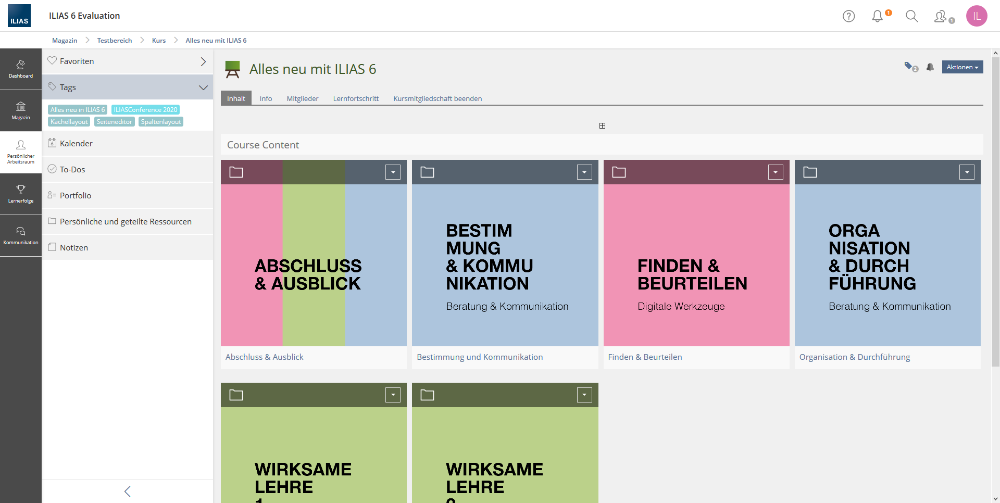 ILIAS
ILIAS 6 Evaluation
1
1
IL
Magazin
Testbereich
Kurs
Alles neu mit ILIAS 6
Dashboard
Magazin
Persönlicher
Arbeitsraum
Lernerfolge
Kommunikation
Favoriten
Tags
Alles neu in ILIAS 6 ILIASConference 2020
Kachellayout Seiteneditor Spaltenlayout
6
Kalender
To-Dos
Portfolio
Persönliche und geteilte Ressourcen
Notizen
Alles neu mit ILIAS 6
2
Aktionen
Inhalt
Info
Mitglieder
Lernfortschritt
Kursmitgliedschaft beenden
Course Content
ABSCHLUSS
& AUSBLICK
Abschluss & Ausblick
BESTIM
MUNG
& KOMMU
NIKATION
Beratung & Kommunikation
Bestimmung und Kommunikation
FINDEN &
BEURTEILEN
Digitale Werkzeuge
Finden & Beurteilen
ORGA
NISATION
& DURCH
FÜHRUNG
Beratung & Kommunikation
Organisation & Durchführung
WIRKSAME
LEHRE
1
WIRKSAME
LEHRE
2